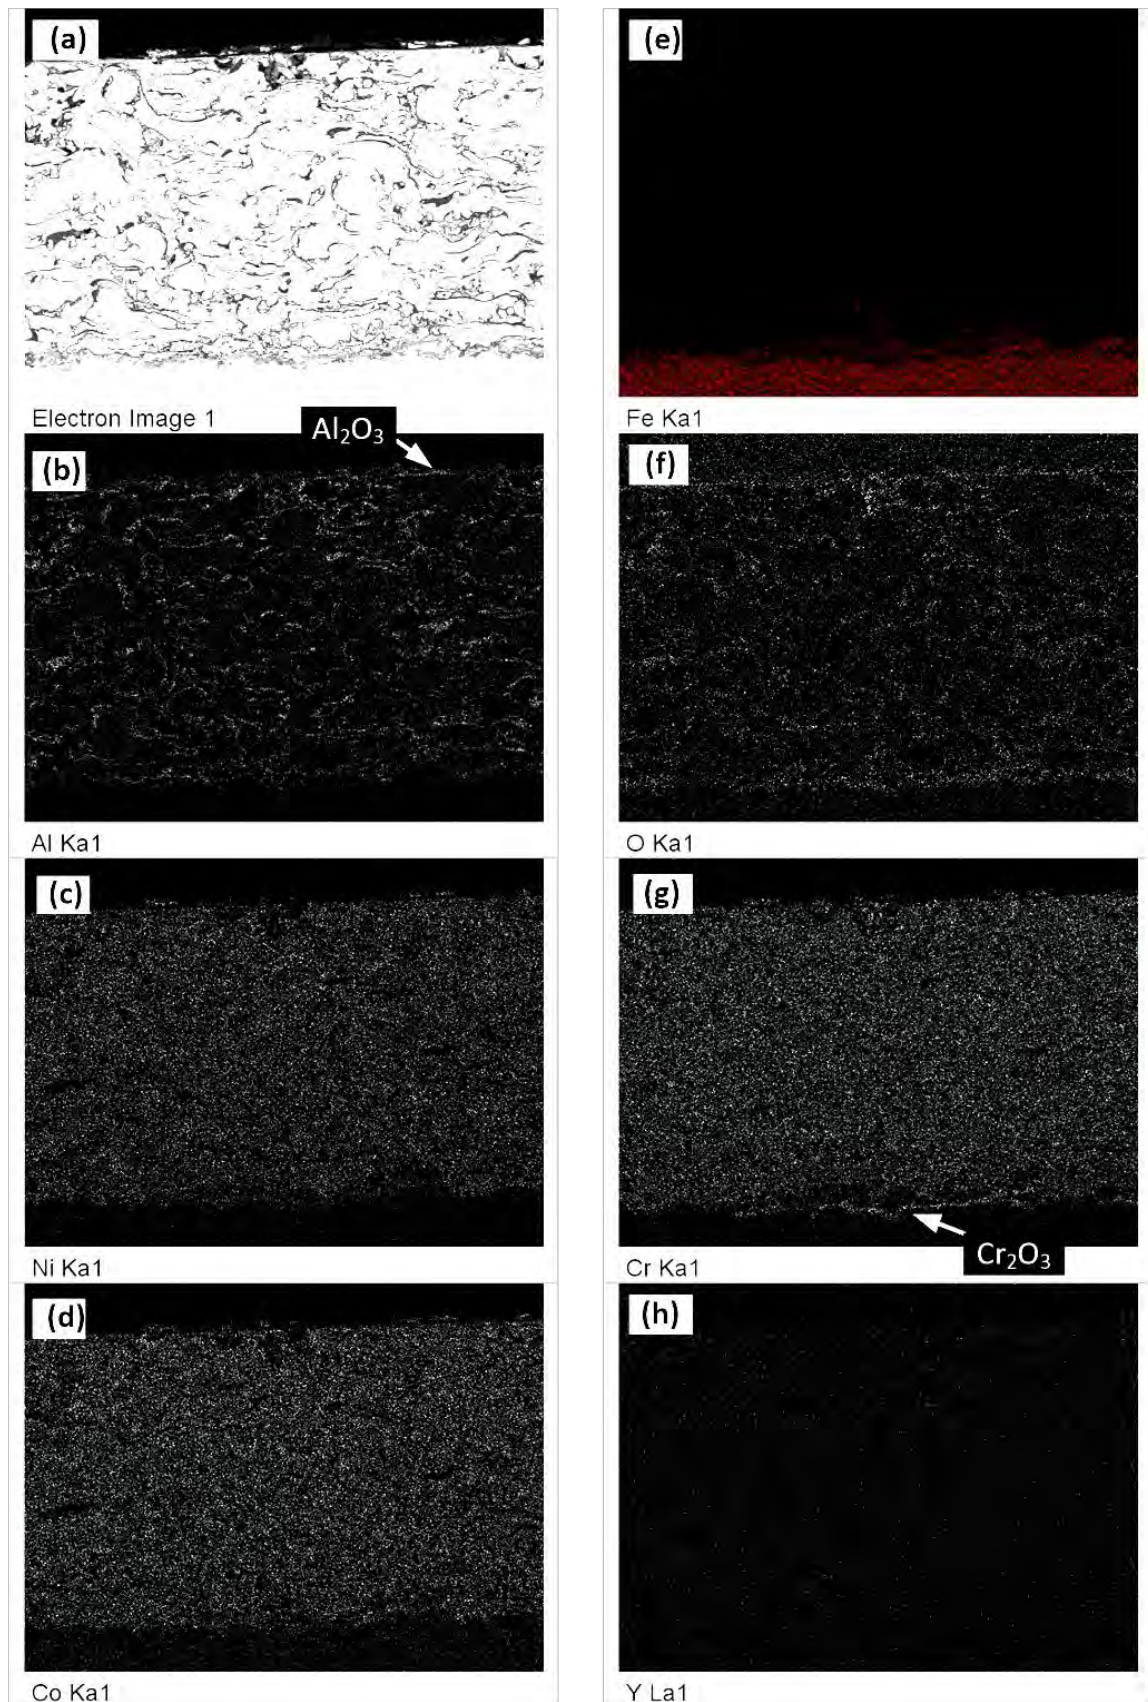 (a)
Electron Image 1
(e)
Fe Ka1
Al₂O₃
(b)
Al Ka1
(f)
O Ka1
(c)
Ni Ka1
(g)
Cr₂O₃
Cr Ka1
(d)
Co Ka1
(h)
Y La1